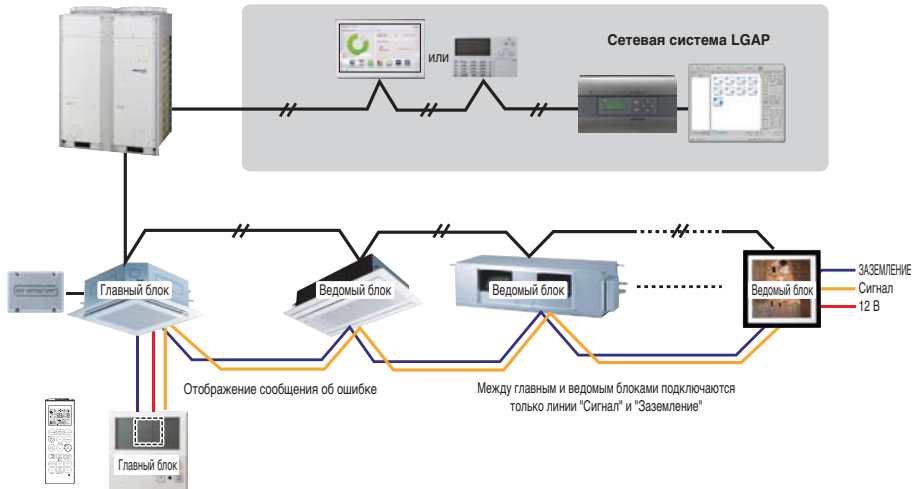 Сетевая система LGAP
или
Главный блок
Ведомый блок
Ведомый блок
Ведомый блок
ЗАЗЕМЛЕНИЕ
Сигнал
12 В
Отображение сообщения об ошибке
Между главным и ведомым блоками подключаются
только линии "Сигнал" и "Заземление"
Главный блок